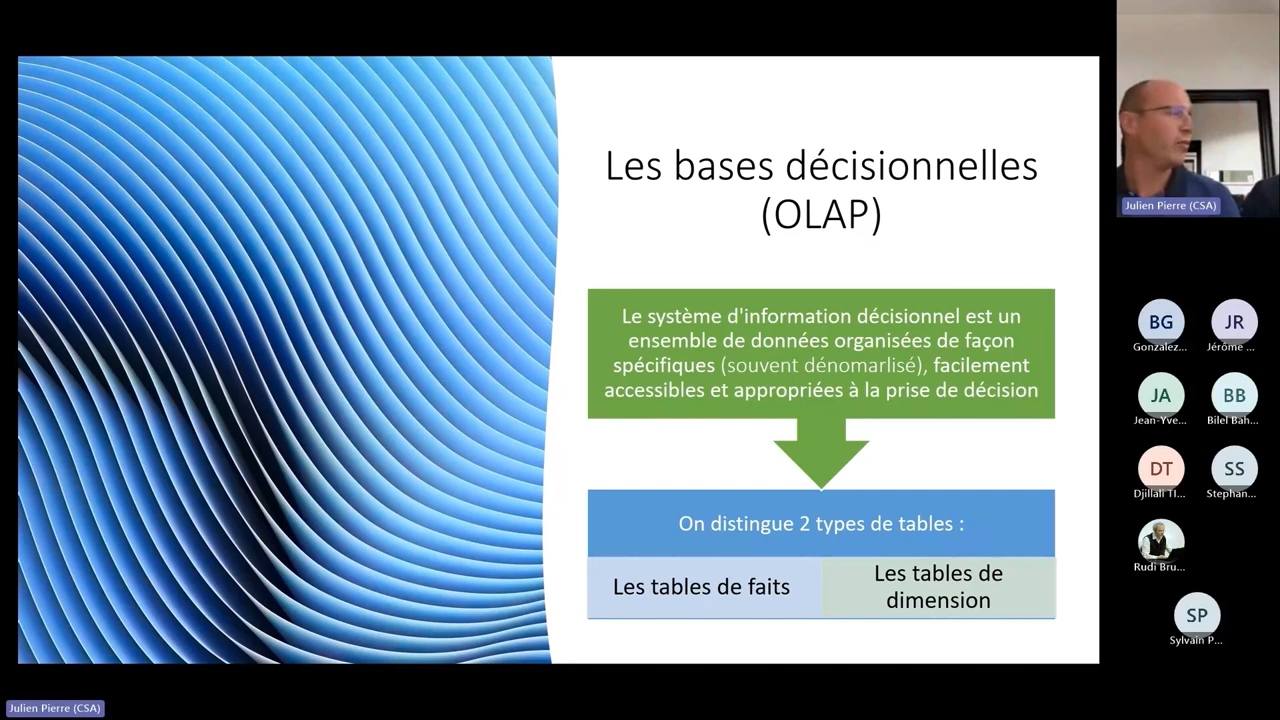 Les bases décisionnelles
(OLAP)
Le système d'information décisionnel est un
ensemble de données organisées de façon
spécifiques (souvent dénomarlisé), facilement
accessibles et appropriées à la prise de décision
On distingue 2 types de tables :
Les tables de faits
Les tables de
dimension
Julien Pierre (CSA)
BG
Gonzalez...
JR
Jérôme ...
JA
Jean-Yve...
BB
Bilel Bah...
DT
Djillali TI...
SS
Stephan...
Rudi Bru...
SP
Sylvain P...
Julien Pierre (CSA)